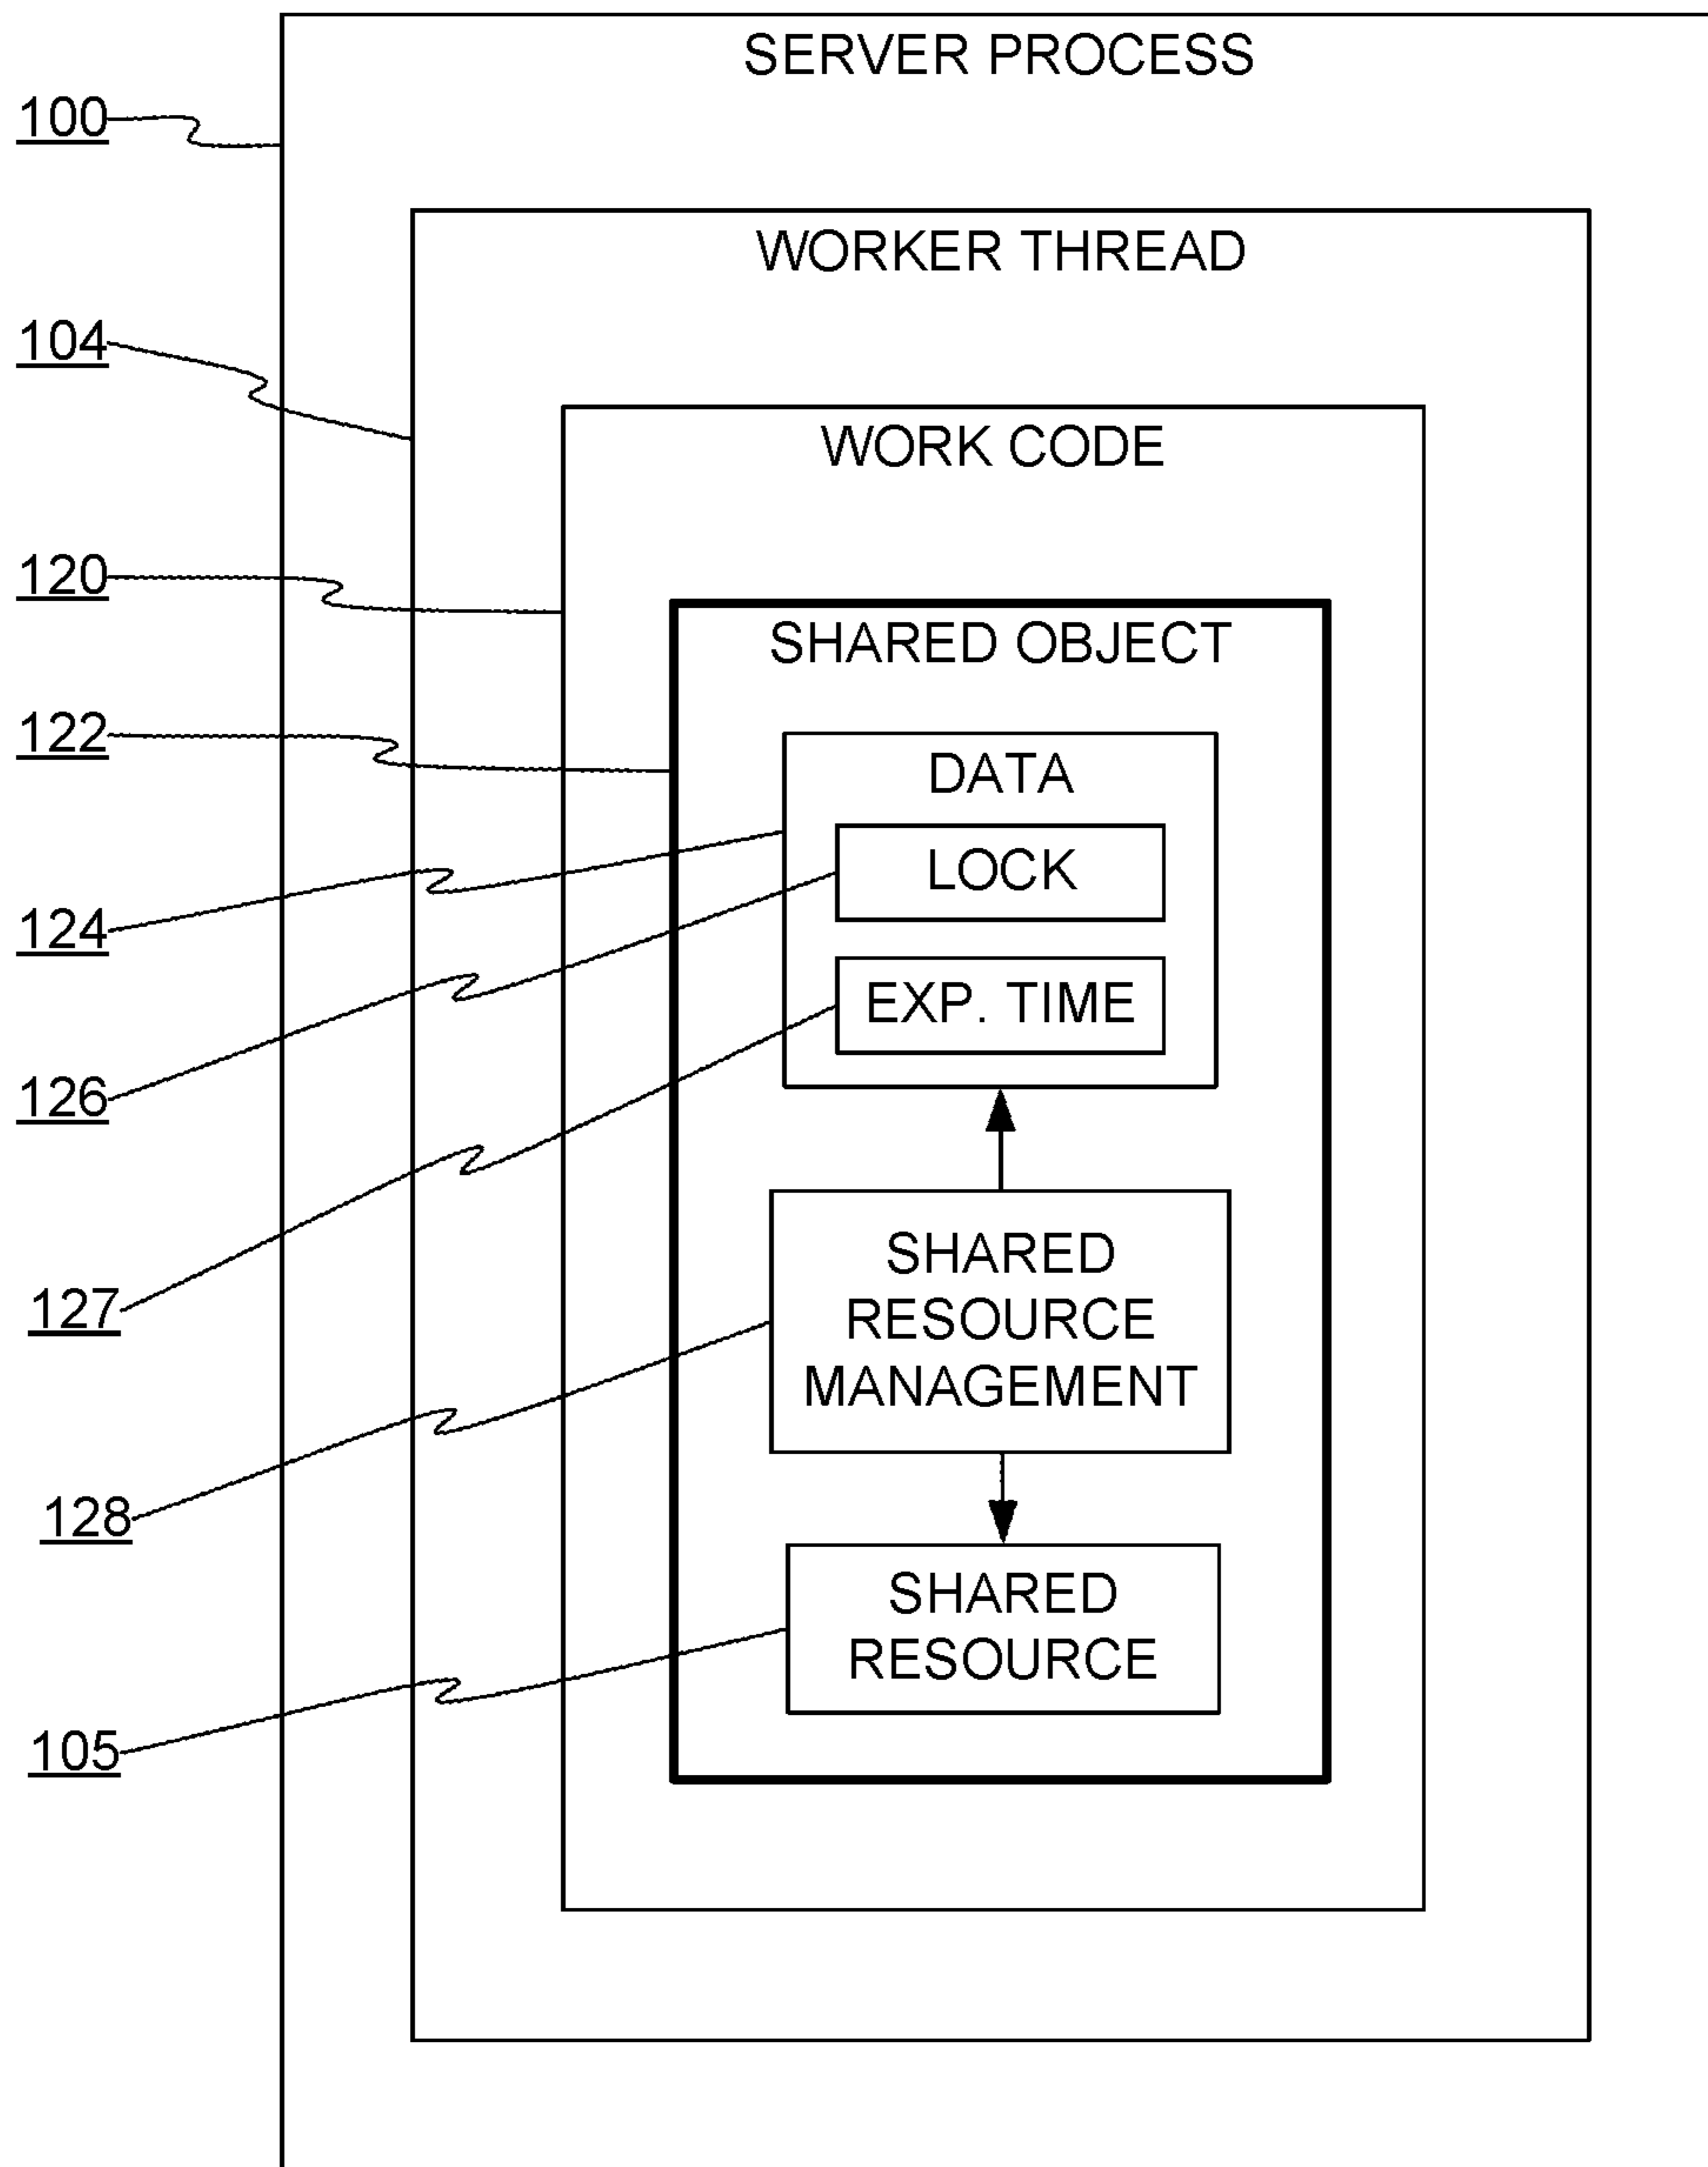 SERVER PROCESS
100
WORKER THREAD
104
WORK CODE
120
SHARED OBJECT
122
DATA
LOCK
124
EXP. TIME
126
SHARED
RESOURCE
MANAGEMENT
127
128
SHARED
RESOURCE
105